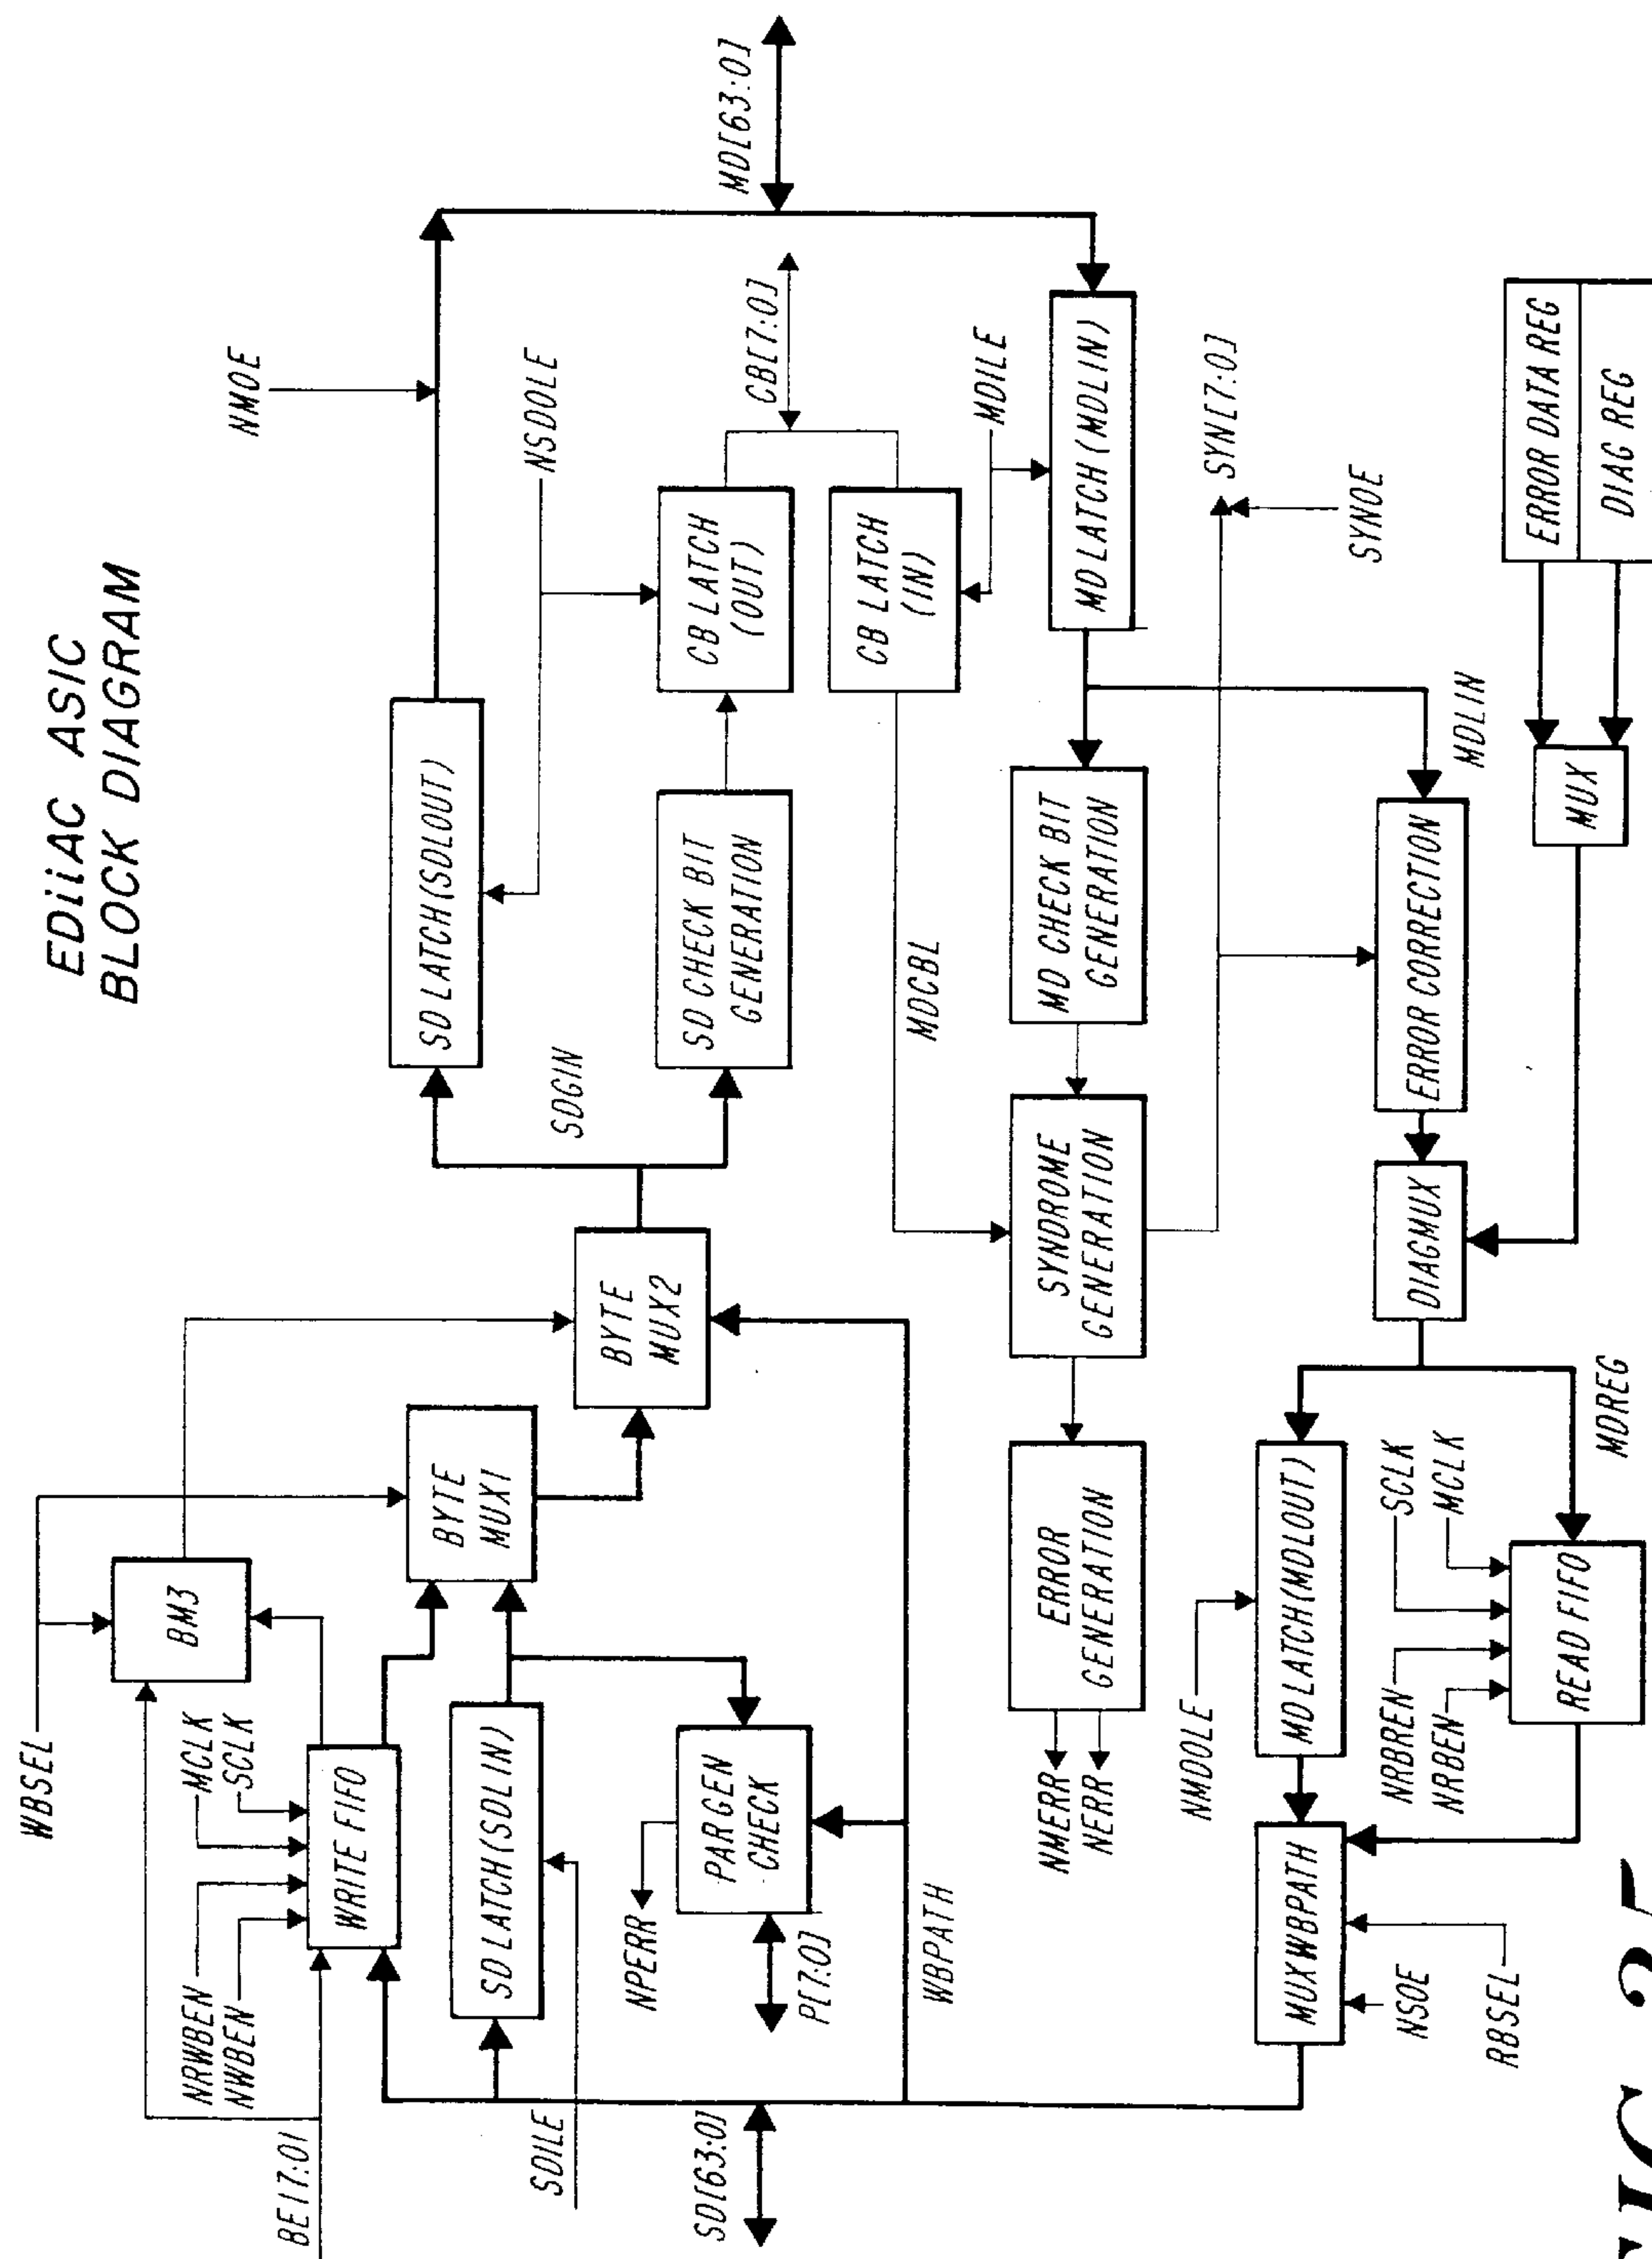 EDiiAC ASIC
BLOCK DIAGRAM
WBSEL
BE[7:0]
NRWBEN
NWBEN
MCLK
SCLK
BM3
WRITE FIFO
BYTE
MUX1
BYTE
MUX2
SDILE
SD LATCH(SDLIN)
SDGIN
SD LATCH(SDLOUT)
NMOE
NSDOLE
NPERR
PARGEN
CHECK
P[7:0]
SD CHECK BIT
GENERATION
CB LATCH
(OUT)
CB[7:0]
MD[63:0]
SD[63:0]
CB LATCH
(IN)
WBPATH
MDCBL
MDILE
NMERR
NERR
ERROR
GENERATION
SYNDROME
GENERATION
MD CHECK BIT
GENERATION
MD LATCH(MDLIN)
SYN[7:0]
SYNOE
NMDOLE
MD LATCH(MDLOUT)
MUXWBPATH
NSOE
RBSEL
DIAGMUX
ERROR CORRECTION
MDLIN
NRBREN
NRBEN
SCLK
MCLK
READ FIFO
MDREG
MUX
ERROR DATA REG
DIAG REG